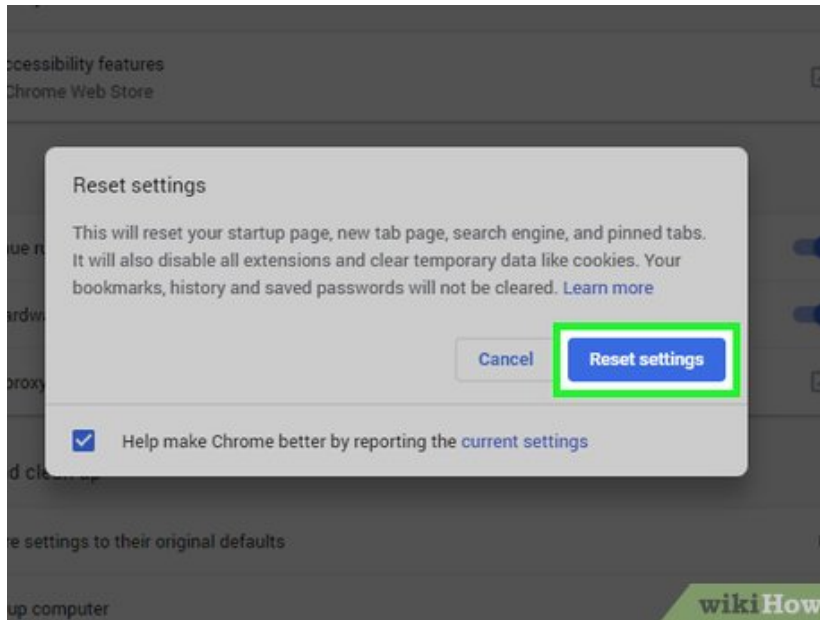 ccessibility features
Chrome Web Store
Reset settings
This will reset your startup page, new tab page, search engine, and pinned tabs.
It will also disable all extensions and clear temporary data like cookies. Your
bookmarks, history and saved passwords will not be cleared. Learn more
Cancel Reset settings
Help make Chrome better by reporting the current settings
re settings to their original defaults
up computer
wikiHow